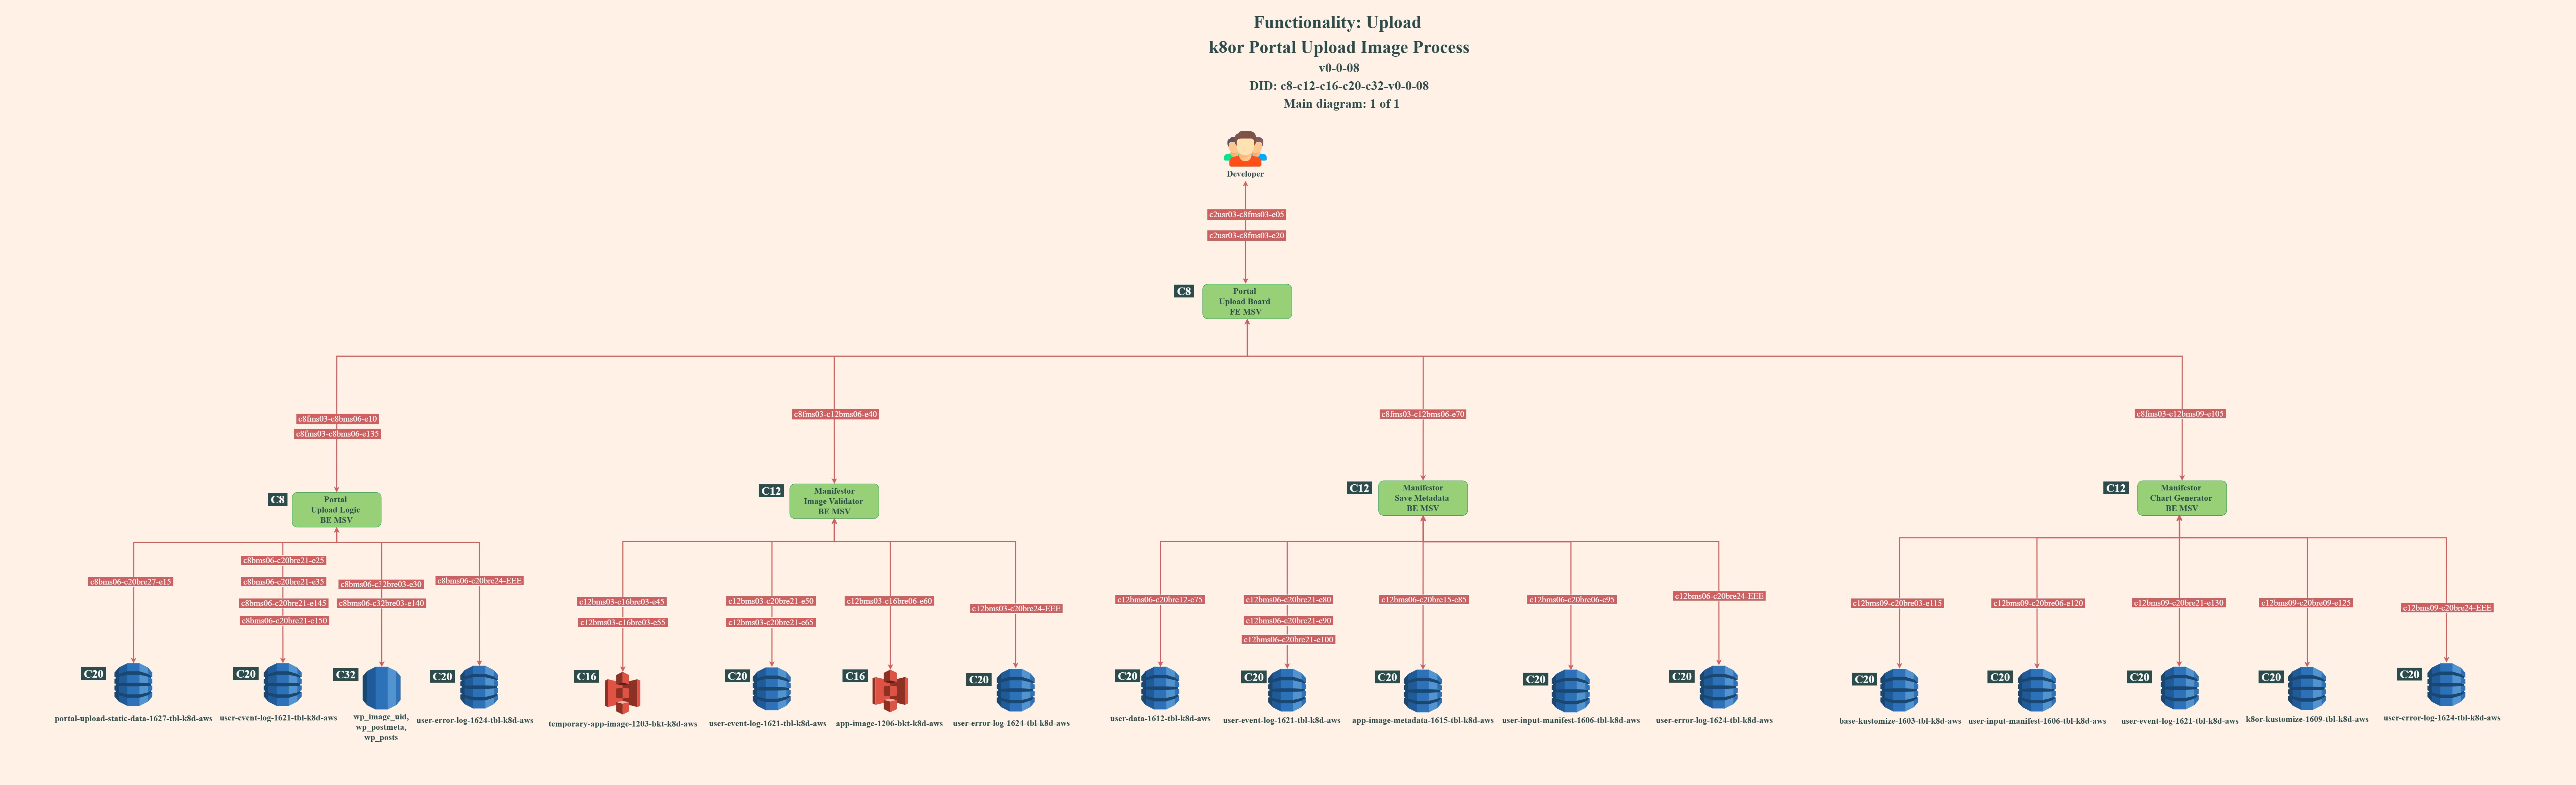 Functionality: Upload
k8or Portal Upload Image Process
v0-0-08
DID: c8-c12-c16-c20-c32-v0-0-08
Main diagram: 1 of 1
Developer
c2usr03-c8fms03-e05
c2usr03-c8fms03-e20
C8
Portal
Upload Board
FE MSV
c8fms03-c8bms06-e10
c8fms03-c8bms06-e135
c8fms03-c12bms06-e40
c8fms03-c12bms06-e70
c8fms03-c12bms09-e105
C8
Portal
Upload Logic
BE MSV
C12
Manifestor
Image Validator
BE MSV
C12
Manifestor
Save Metadata
BE MSV
C12
Manifestor
Chart Generator
BE MSV
c8bms06-c20bre27-e15
c8bms06-c20bre21-e25
c8bms06-c20bre21-e35
c8bms06-c20bre21-e145
c8bms06-c20bre21-e150
c8bms06-c32bre03-e30
c8bms06-c32bre03-e140
c8bms06-c20bre24-EEE
c12bms03-c16bre03-e45
c12bms03-c16bre03-e55
c12bms03-c20bre21-e50
c12bms03-c20bre21-e65
c12bms03-c16bre06-e60
c12bms03-c20bre24-EEE
c12bms06-c20bre12-e75
c12bms06-c20bre21-e80
c12bms06-c20bre21-e90
c12bms06-c20bre21-e100
c12bms06-c20bre15-e85
c12bms06-c20bre06-e95
c12bms06-c20bre24-EEE
c12bms09-c20bre03-e115
c12bms09-c20bre06-e120
c12bms09-c20bre21-e130
c12bms09-c20bre09-e125
c12bms09-c20bre24-EEE
C20
portal-upload-static-data-1627-tbl-k8d-aws
C20
user-event-log-1621-tbl-k8d-aws
C32
wp_image_uid,
wp_postmeta,
wp_posts
C20
user-error-log-1624-tbl-k8d-aws
C16
temporary-app-image-1203-bkt-k8d-aws
C20
user-event-log-1621-tbl-k8d-aws
C16
app-image-1206-bkt-k8d-aws
C20
user-error-log-1624-tbl-k8d-aws
C20
user-data-1612-tbl-k8d-aws
C20
user-event-log-1621-tbl-k8d-aws
C20
app-image-metadata-1615-tbl-k8d-aws
C20
user-input-manifest-1606-tbl-k8d-aws
C20
user-error-log-1624-tbl-k8d-aws
C20
base-kustomize-1603-tbl-k8d-aws
C20
user-input-manifest-1606-tbl-k8d-aws
C20
user-event-log-1621-tbl-k8d-aws
C20
k8or-kustomize-1609-tbl-k8d-aws
C20
user-error-log-1624-tbl-k8d-aws